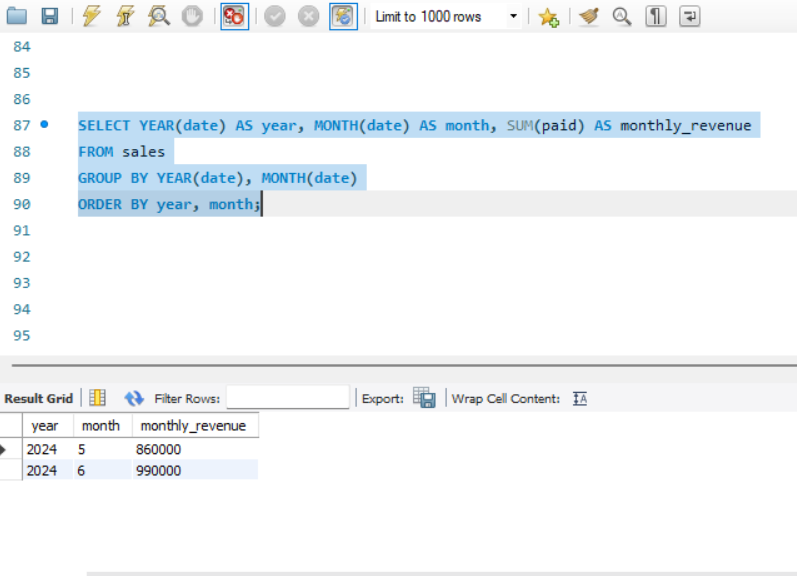 Limit to 1000 rows
84
85
86
87 SELECT YEAR(date) AS year, MONTH(date) AS month, SUM(paid) AS monthly_revenue
88 FROM sales
89 GROUP BY YEAR(date), MONTH(date)
90 ORDER BY year, month;
91
92
93
94
95
Result Grid Filter Rows: Export: Wrap Cell Content: IA
year month monthly_revenue
2024 5 860000
2024 6 990000